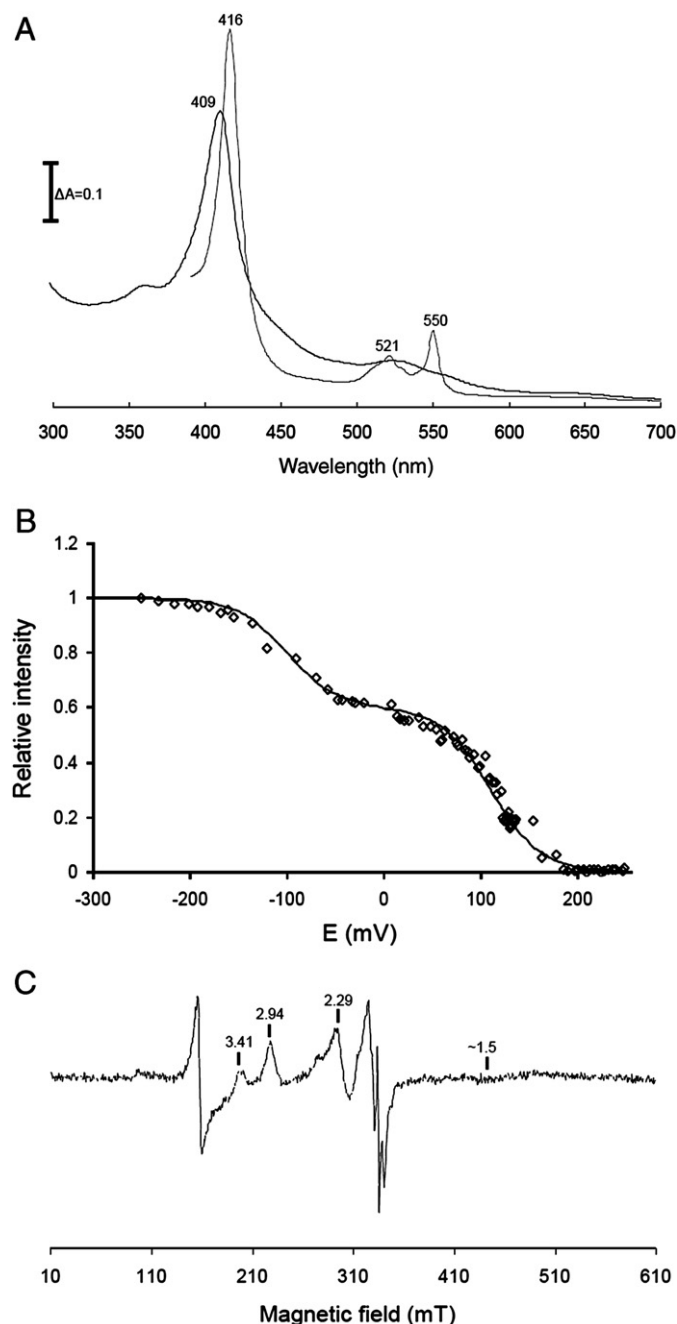 A
416
409
ΔA=0.1
521
550
300 350 400 450 500 550 600 650 700
Wavelength (nm)
B
1.2
1
0.8
0.6
0.4
0.2
0
Relative intensity
-300 -200 -100 0 100 200
E (mV)
C
3.41
2.94
2.29
~1.5
10 110 210 310 410 510 610
Magnetic field (mT)